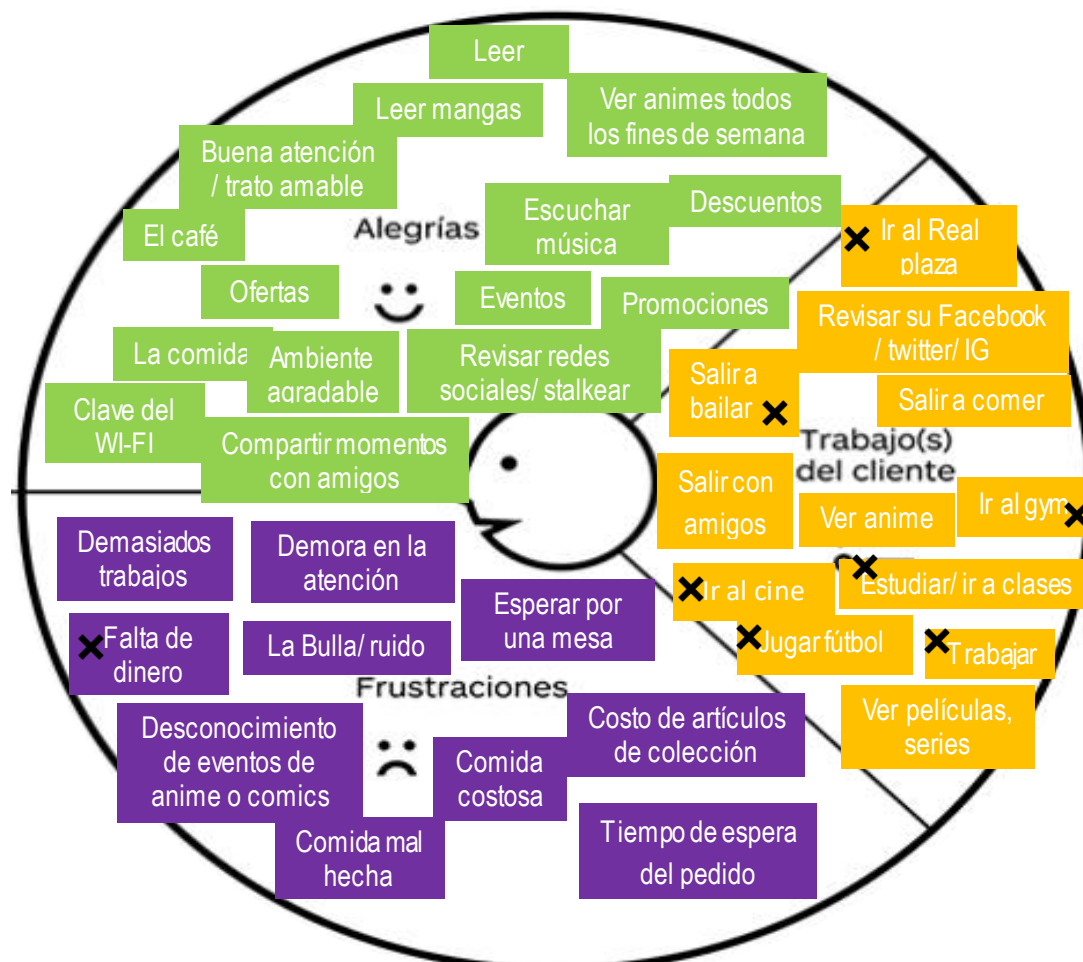 Leer
Leer mangas
Ver animes todos
los fines de semana
Buena atención
/ trato amable
El café
Alegrías
Escuchar
música
Descuentos
Ofertas
Eventos
Promociones
La comida
Ambiente
agradable
Revisar redes
sociales/ stalkear
Clave del
WI-FI
Compartir momentos
con amigos
Ir al Real
plaza
Revisar su Facebook
/ twitter/ IG
Salir a
bailar
Salir a comer
Trabajo(s)
del cliente
Salir con
amigos
Ver anime
Ir al gym
Ir al cine
Estudiar/ ir a clases
Jugar fútbol
Trabajar
Ver películas,
series
Demasiados
trabajos
Demora en la
atención
Esperar por
una mesa
Falta de
dinero
La Bulla/ ruido
Frustraciones
Desconocimiento
de eventos de
anime o comics
Comida
costosa
Costo de artículos
de colección
Comida mal
hecha
Tiempo de espera
del pedido